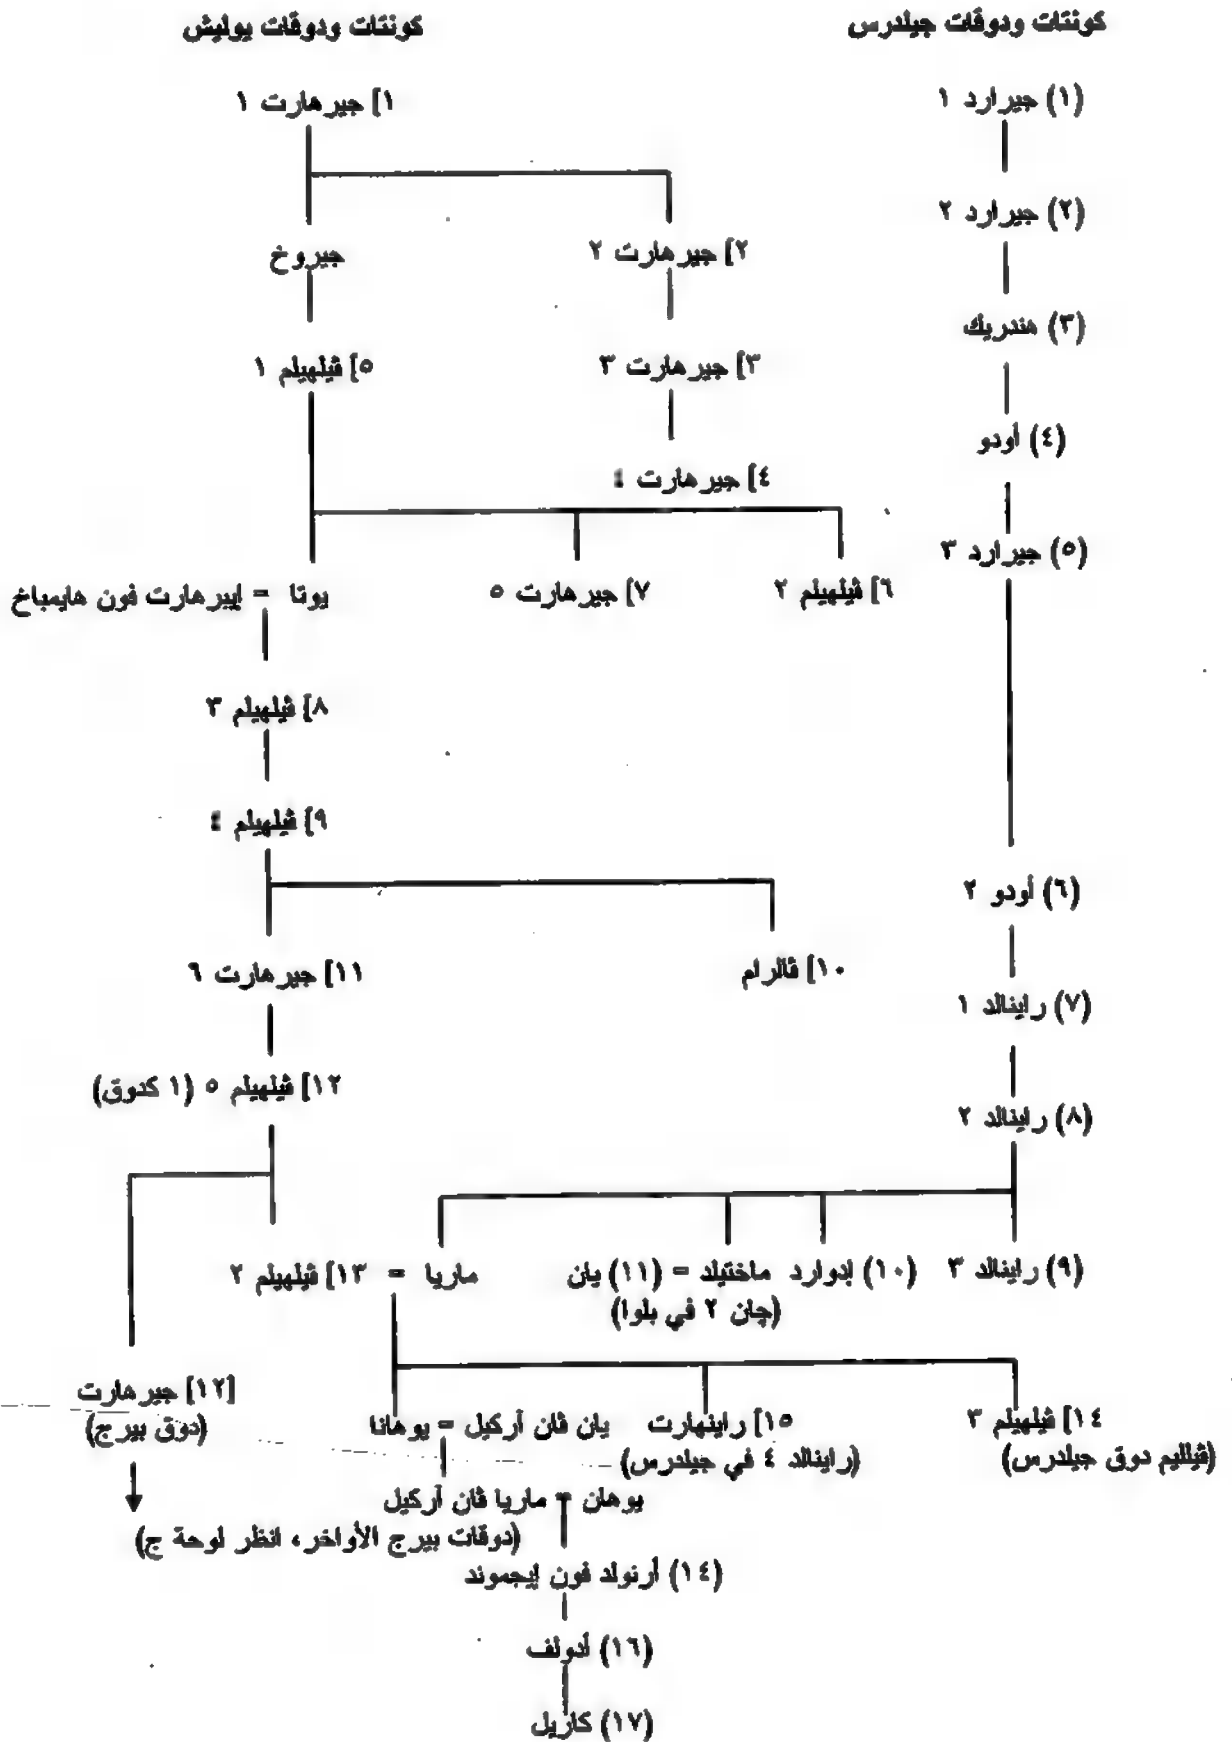 كونتات ودوقات جيلدرس
كونتات ودوقات يوليش
(١) جيرارد ١
١] جيرهارت ١
(٢) جيرارد ٢
٢] جيرهارت ٢
جيروخ
(٣) هندريك
٣] جيرهارت ٣
٥] ڤيلهيلم ١
(٤) أودو
٤] جيرهارت ٤
(٥) جيرارد ٣
٦] ڤيلهيلم ٢
٧] جيرهارت ٥
يوتا = إيبرهارت فون هايمباخ
٨] ڤيلهيلم ٣
٩] ڤيلهيلم ٤
(٦) أودو ٢
١٠] ڤالرام
١١] جيرهارت ٦
(٧) راينالد ١
١٢] ڤيلهيلم ٥ (١ كدوق)
(٨) راينالد ٢
(٩) راينالد ٣
(١٠) إدوارد
ماختيلد = (١١) يان
(چان ٢ في بلوا)
ماريا = ١٣] ڤيلهيلم ٢
[١٢] جيرهارت
(دوق بيرج)
١٤] ڤيلهيلم ٣
(ڤيلليم دوق جيلدرس)
١٥] راينهارت
(راينالد ٤ في جيلدرس)
يان ڤان آركيل = يوهانا
يوهان = ماريا ڤان آركيل
(دوقات بيرج الأواخر، انظر لوحة ج)
(١٤) أرنولد فون إيجموند
(١٦) أدولف
(١٧) كاريل